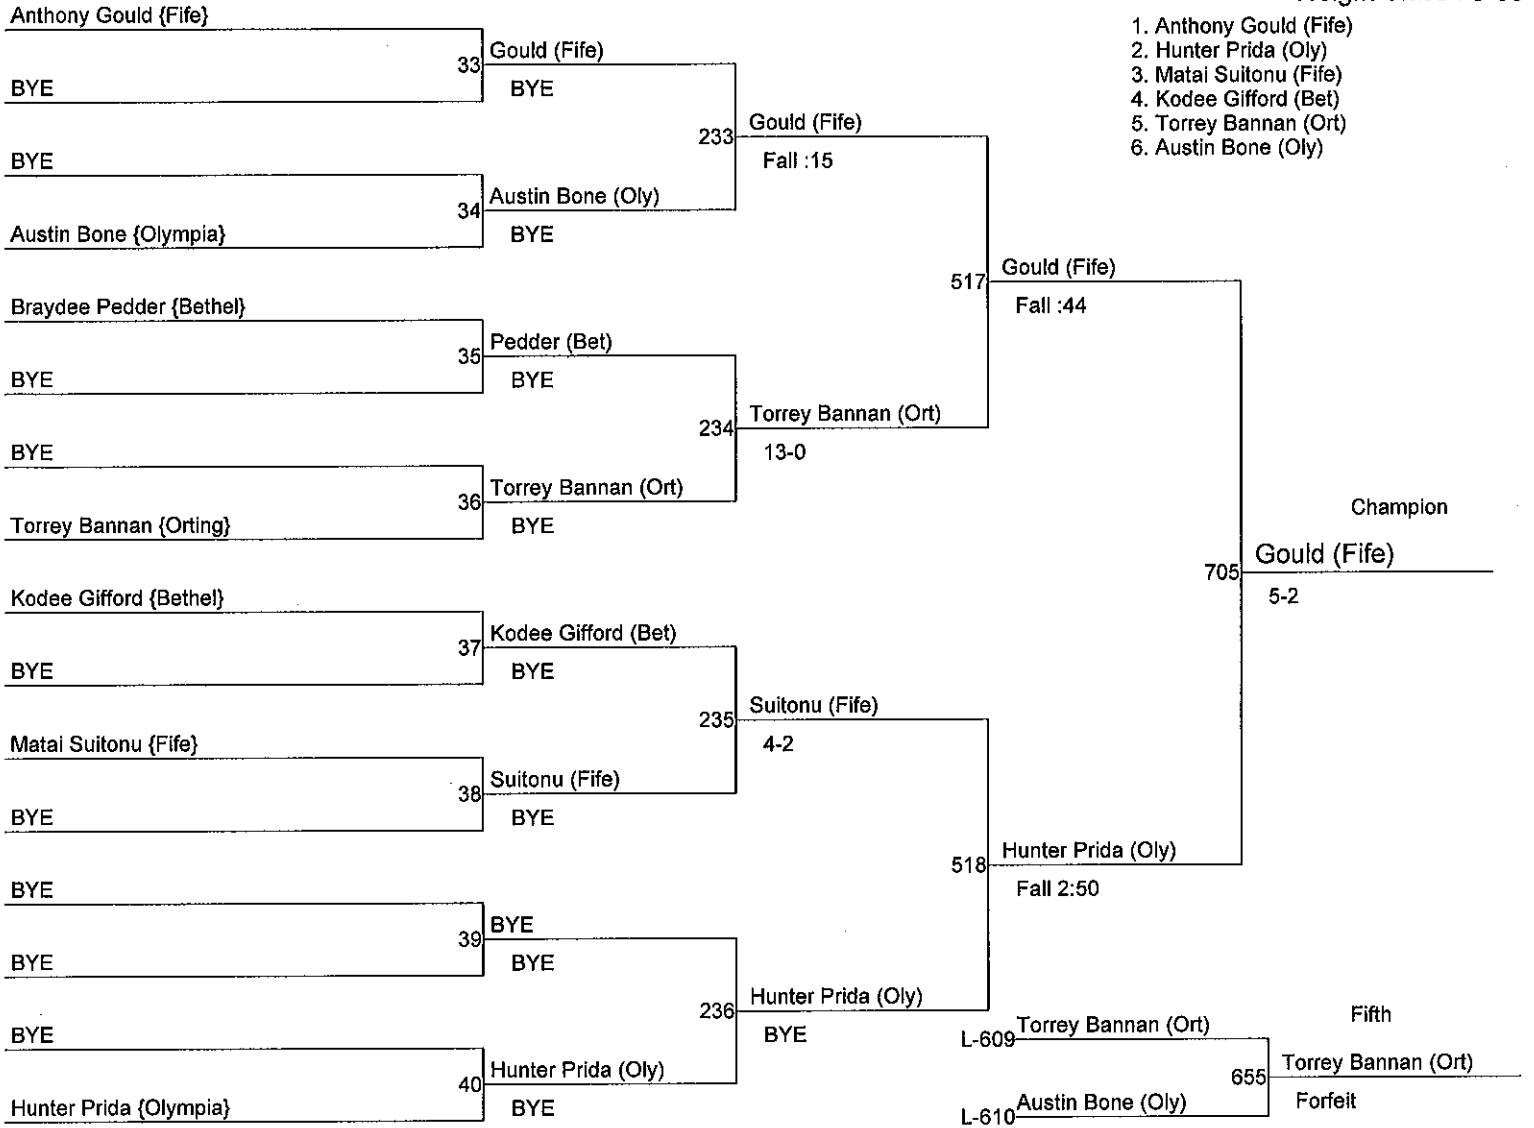 Anthony Gould {Fife}
BYE
BYE
Austin Bone {Olympia}
Braydee Pedder {Bethel}
BYE
BYE
Torrey Bannan {Orting}
Kodee Gifford {Bethel}
BYE
Matai Suitonu {Fife}
BYE
BYE
BYE
BYE
Hunter Prida {Olympia}
33 Gould (Fife)
BYE
34 Austin Bone (Oly)
BYE
35 Pedder (Bet)
BYE
36 Torrey Bannan (Ort)
BYE
37 Kodee Gifford (Bet)
BYE
38 Suitonu (Fife)
BYE
39 BYE
BYE
40 Hunter Prida (Oly)
BYE
233 Gould (Fife)
Fall :15
234 Torrey Bannan (Ort)
13-0
235 Suitonu (Fife)
4-2
236 Hunter Prida (Oly)
BYE
517 Gould (Fife)
Fall :44
518 Hunter Prida (Oly)
Fall 2:50
Champion
705 Gould (Fife)
5-2
1. Anthony Gould (Fife)
2. Hunter Prida (Oly)
3. Matai Suitonu (Fife)
4. Kodee Gifford (Bet)
5. Torrey Bannan (Ort)
6. Austin Bone (Oly)
Fifth
L-609 Torrey Bannan (Ort)
655 Torrey Bannan (Ort)
Forfeit
L-610 Austin Bone (Oly)